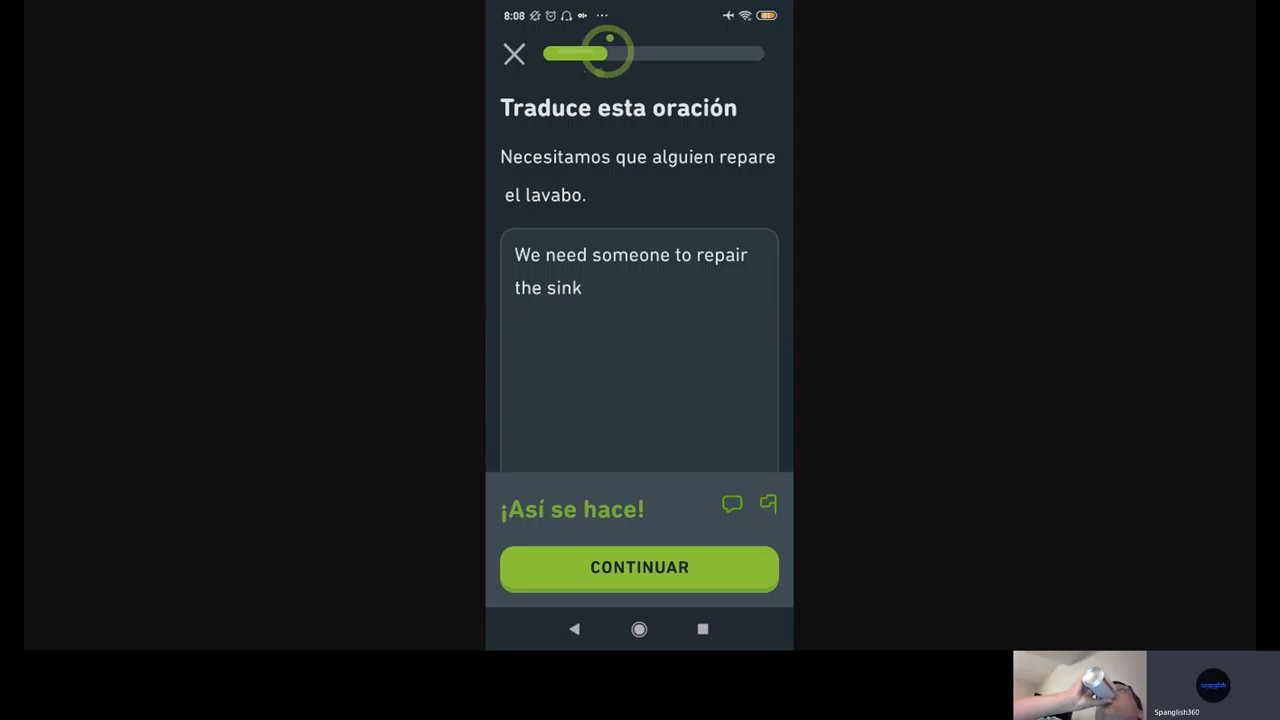 8:08
Traduce esta oración
Necesitamos que alguien repare
el lavabo.
We need someone to repair
the sink
¡Así se hace!
CONTINUAR
spanglish
Spanglish360